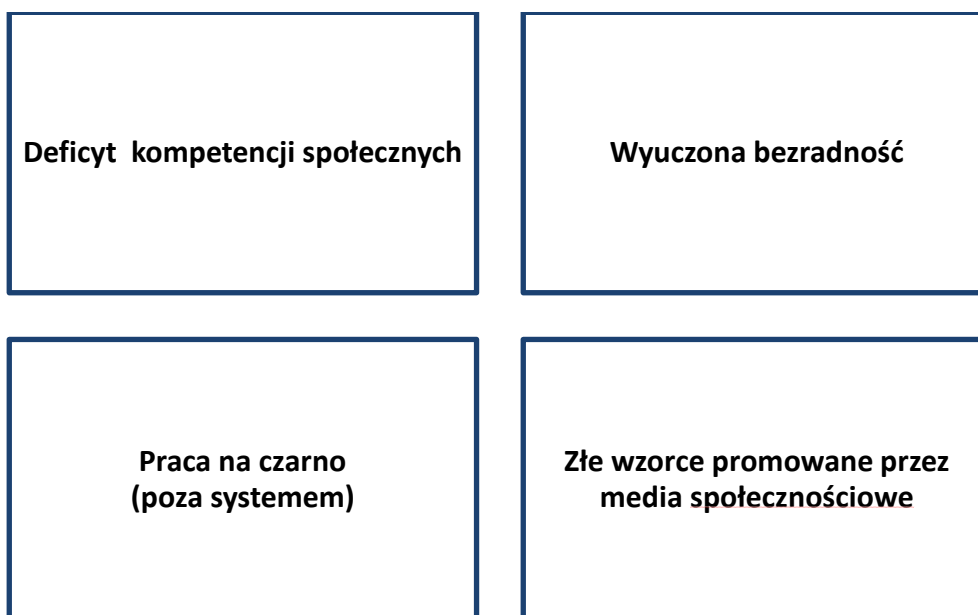 Deficyt  kompetencji społecznych
Wyuczona bezradność
Praca na czarno
(poza systemem)
Złe wzorce promowane przez
media społecznościowe